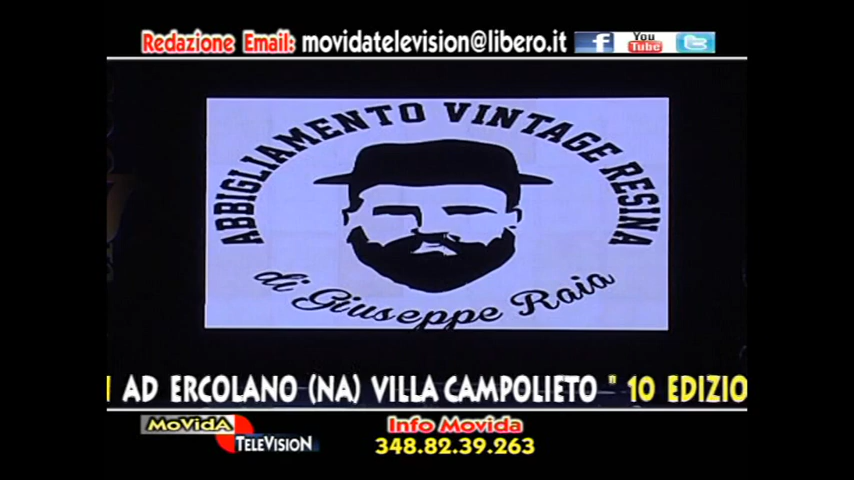 Redazione Email: movidatelevision@libero.it
f
You
Tube
ABBIGLIAMENTO VINTAGE RESINA
di Giuseppe Raia
AD ERCOLANO (NA) VILLA CAMPOLIETO " 10 EDIZIO
MoVidA
TeleVisioN
Info Movida
348.82.39.263